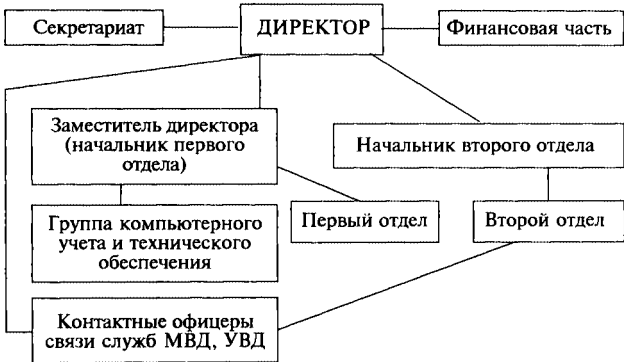 Секретариат
ДИРЕКТОР
Финансовая часть
Заместитель директора
(начальник первого
отдела)
Начальник второго отдела
Группа компьютерного
учета и технического
обеспечения
Первый отдел
Второй отдел
Контактные офицеры
связи служб МВД, УВД